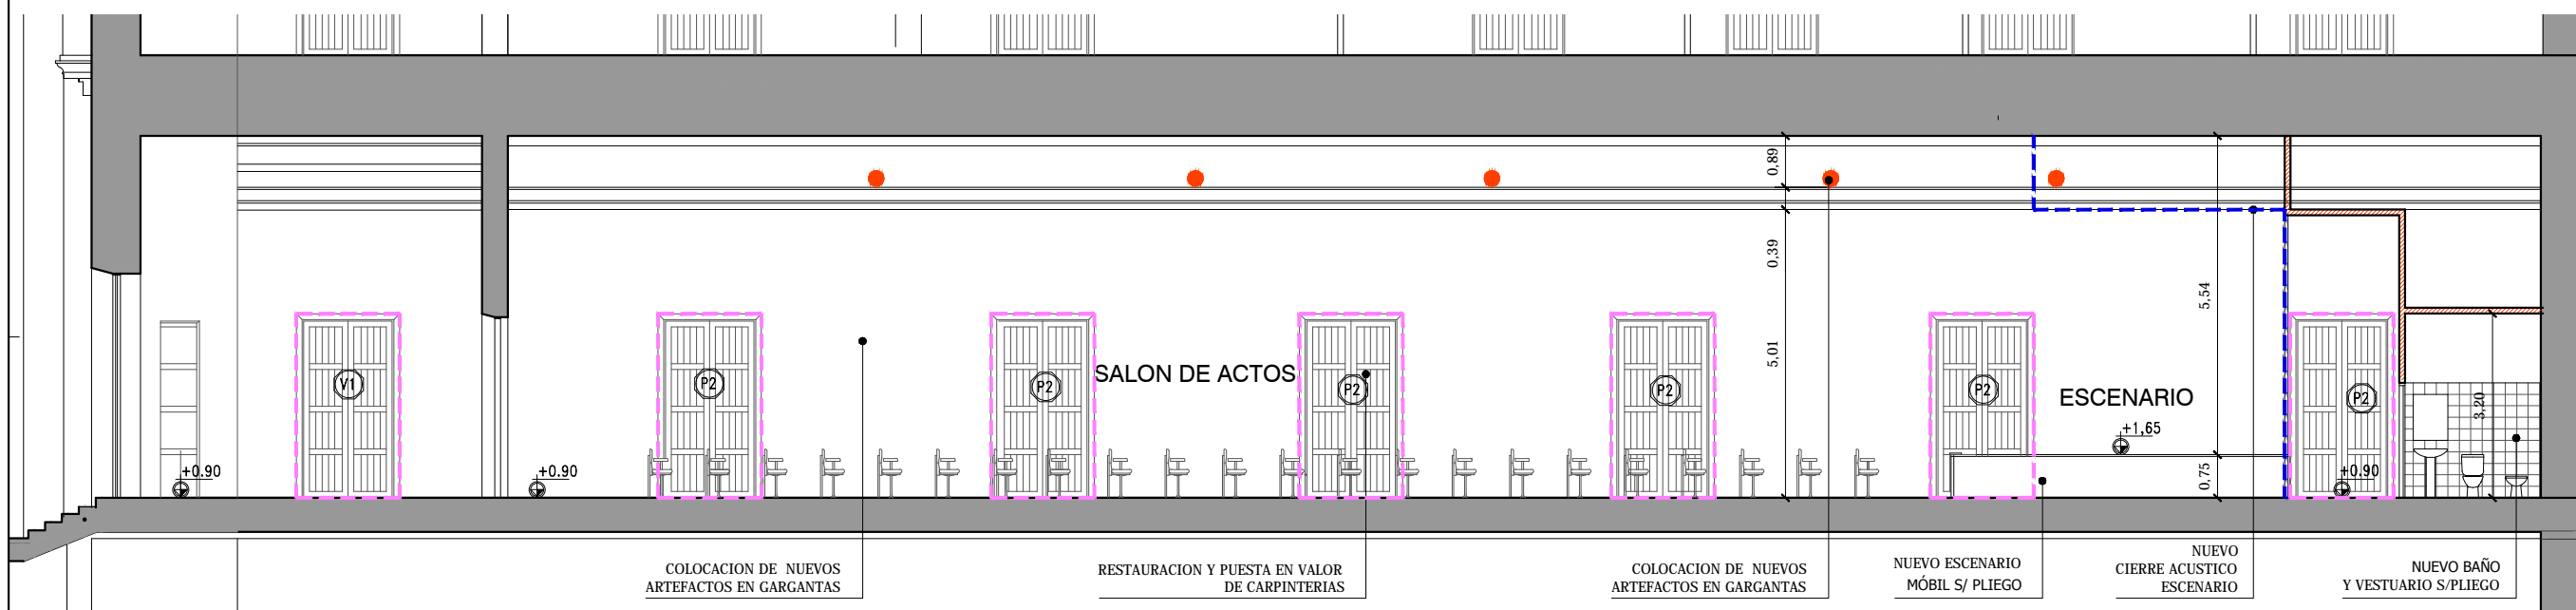 0,89
0,39
5,54
5,01
SALON DE ACTOS
V1
P2
P2
P2
P2
P2
P2
ESCENARIO
+1,65
3,20
+0.90
+0.90
+0.90
0,75
COLOCACION DE NUEVOS
ARTEFACTOS EN GARGANTAS
RESTAURACION Y PUESTA EN VALOR
DE CARPINTERIAS
COLOCACION DE NUEVOS
ARTEFACTOS EN GARGANTAS
NUEVO ESCENARIO
MÓBIL S/ PLIEGO
NUEVO
CIERRE ACUSTICO
ESCENARIO
NUEVO BAÑO
Y VESTUARIO S/PLIEGO